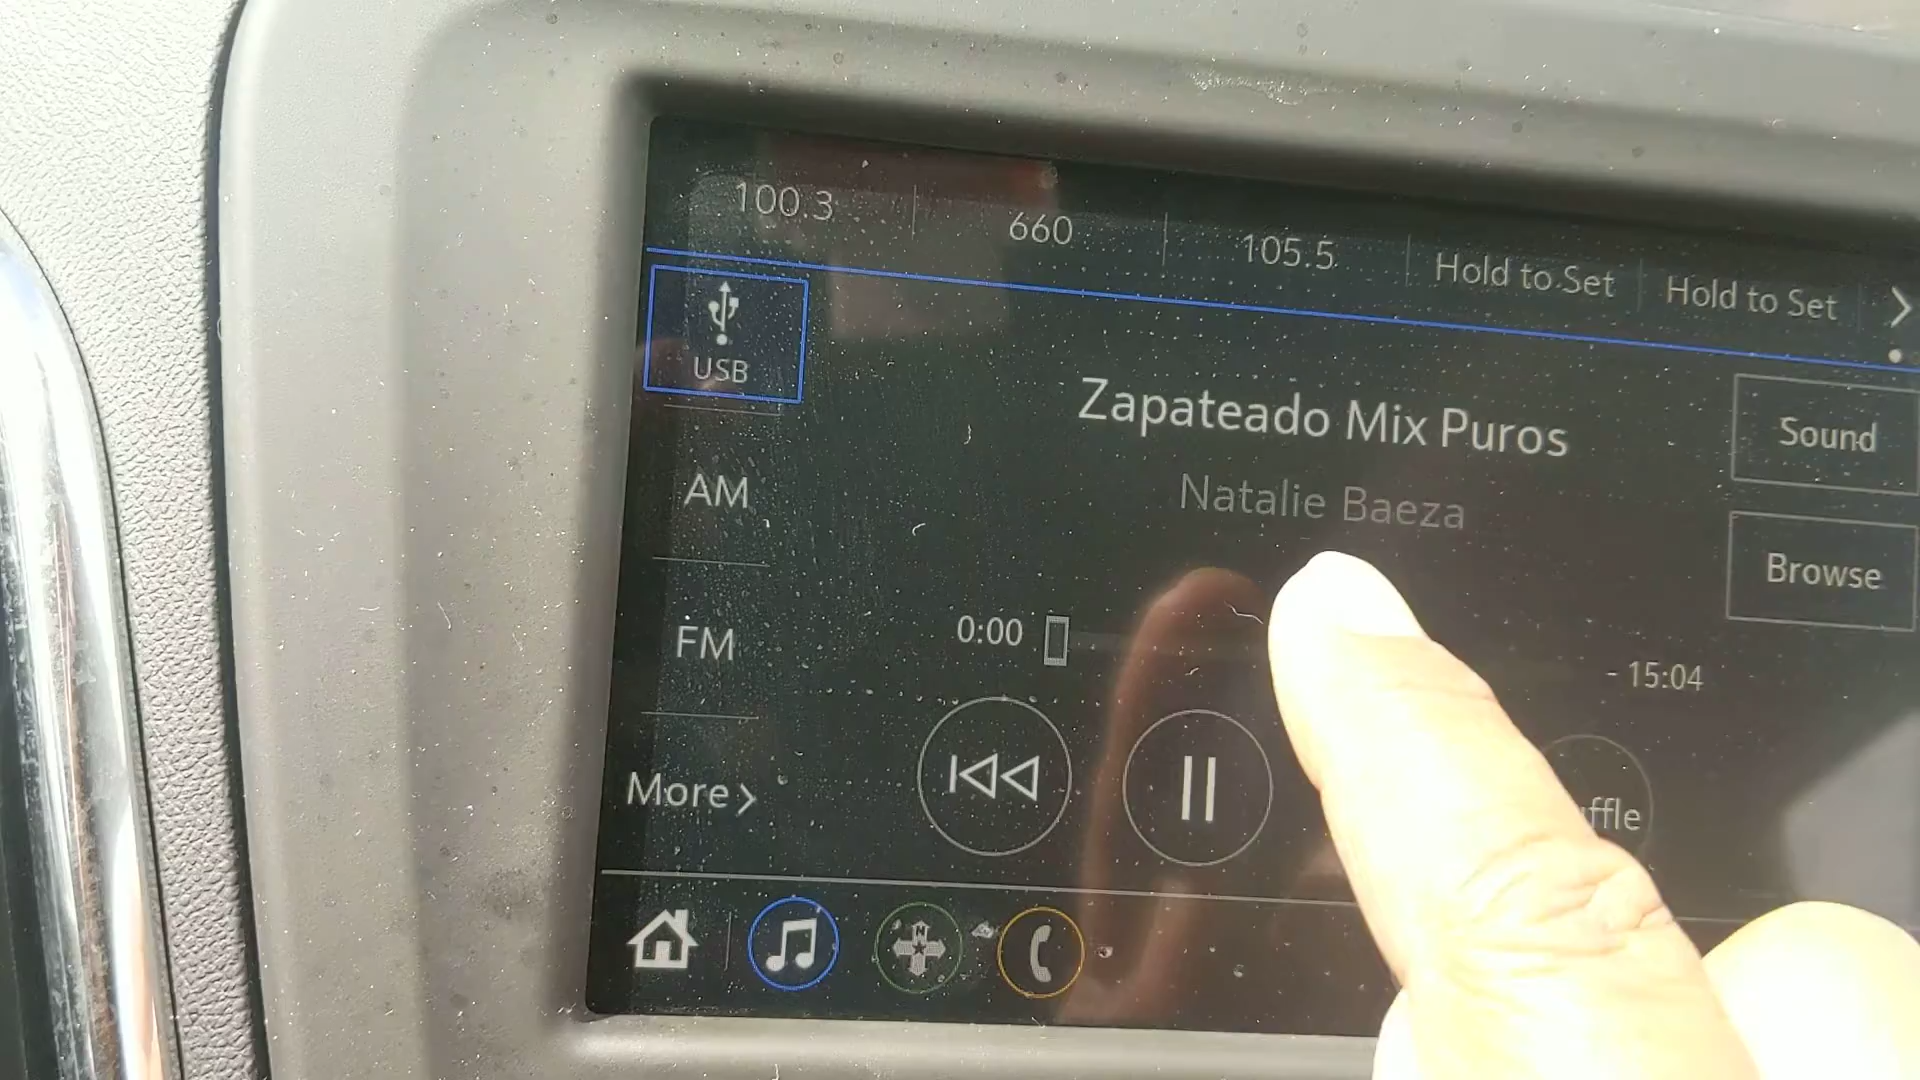 100.3
660
105.5
Hold to Set
Hold to Set
USB
Zapateado Mix Puros
Sound
Natalie Baeza
AM
Browse
0:00
- 15:04
FM
More
ffle
N